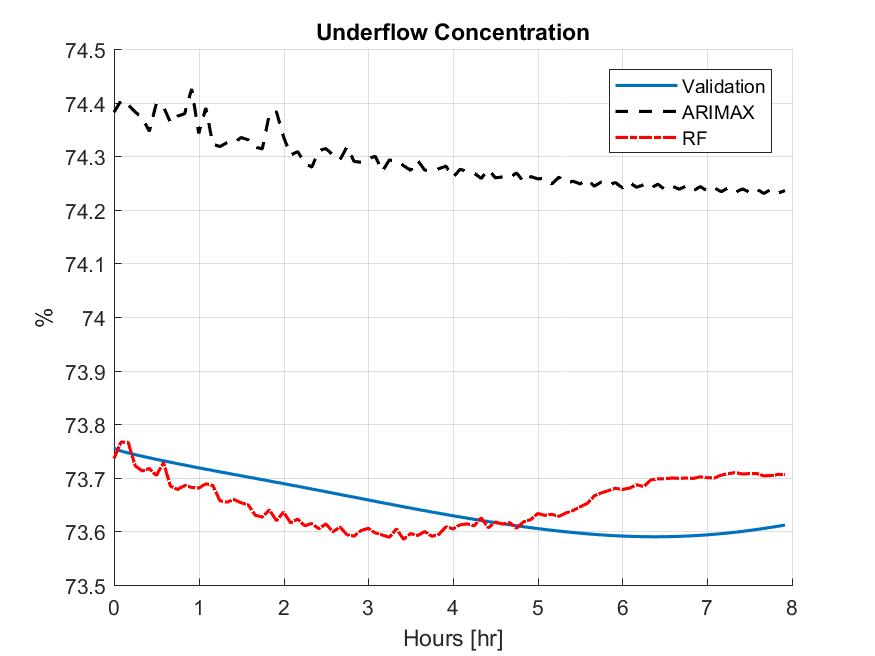 Underflow Concentration
74.5
74.4
74.3
74.2
74.1
74
73.9
73.8
73.7
73.6
73.5
%
Validation
ARIMAX
RF
0 1 2 3 4 5 6 7 8
Hours [hr]